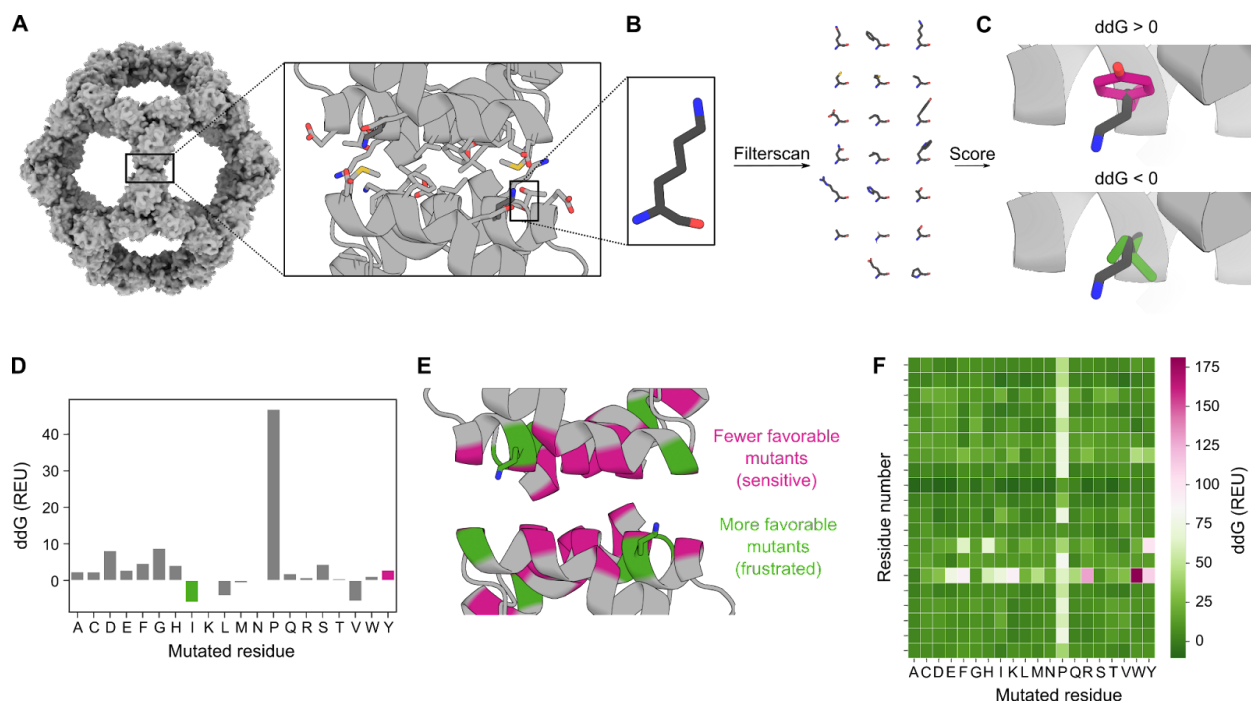 A
B
C
ddG > 0
Filterscan
Score
ddG < 0
D
ddG (REU)
40
30
20
10
0
A C D E F G H I K L M N P Q R S T V W Y
Mutated residue
E
Fewer favorable
mutants
(sensitive)
More favorable
mutants
(frustrated)
F
Residue number
A C D E F G H I K L M N P Q R S T V W Y
Mutated residue
175
150
125
100
75
50
25
0
ddG (REU)